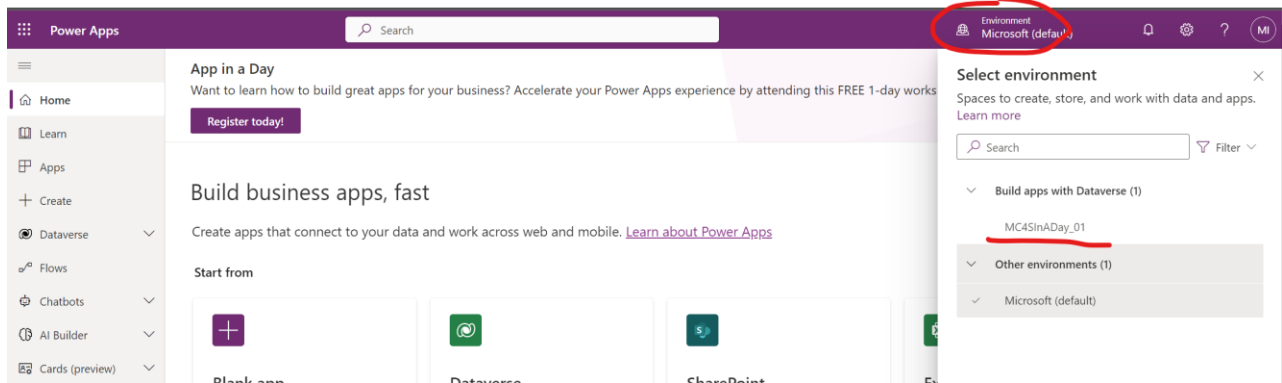 Power Apps
Search
Environment
Microsoft (default)
MI
Home
Learn
Apps
Create
Dataverse
Flows
Chatbots
AI Builder
Cards (preview)
App in a Day
Want to learn how to build great apps for your business? Accelerate your Power Apps experience by attending this FREE 1-day works
Register today!
Build business apps, fast
Create apps that connect to your data and work across web and mobile. Learn about Power Apps
Start from
Blank app
Dataverse
SharePoint
Select environment
Spaces to create, store, and work with data and apps.
Learn more
Search
Filter
Build apps with Dataverse (1)
MC4SInADay_01
Other environments (1)
Microsoft (default)